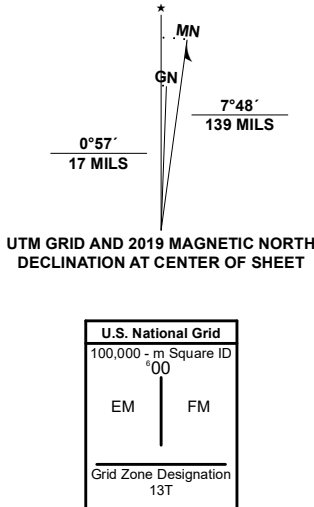 ★
MN
GN
7°48´
139 MILS
0°57´
17 MILS
UTM GRID AND 2019 MAGNETIC NORTH
DECLINATION AT CENTER OF SHEET
U.S. National Grid
100,000 - m Square ID
⁶00
EM FM
Grid Zone Designation
13T